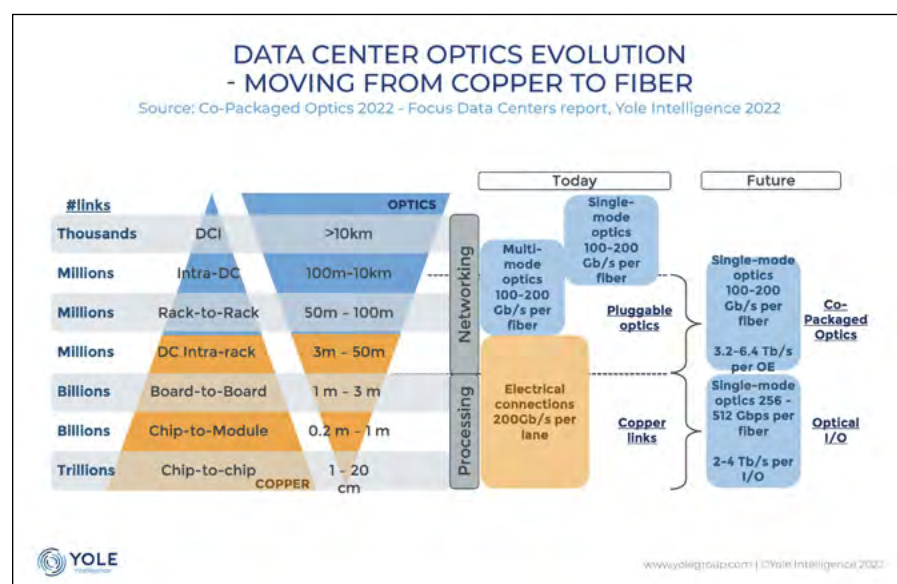 DATA CENTER OPTICS EVOLUTION
- MOVING FROM COPPER TO FIBER
Source: Co-Packaged Optics 2022 - Focus Data Centers report, Yole Intelligence 2022
Today
Future
#links
OPTICS
Thousands DCI >10km
Millions Intra-DC 100m-10km
Millions Rack-to-Rack 50m – 100m
Millions DC Intra-rack 3m – 50m
Billions Board-to-Board 1 m – 3 m
Billions Chip-to-Module 0.2 m – 1 m
Trillions Chip-to-chip 1 - 20
cm
COPPER
Networking
Processing
Multi-
mode
optics
100-200
Gb/s per
fiber
Single-
mode
optics
100-200
Gb/s per
fiber
Electrical
connections
200Gb/s per
lane
Pluggable
optics
Copper
links
Single-mode
optics
100-200
Gb/s per
fiber
3.2-6.4 Tb/s
per OE
Single-mode
optics 256 -
512 Gbps per
fiber
2-4 Tb/s per
I/O
Co-
Packaged
Optics
Optical
I/O
YOLE
www.yolegroup.com | ©Yole Intelligence 2022